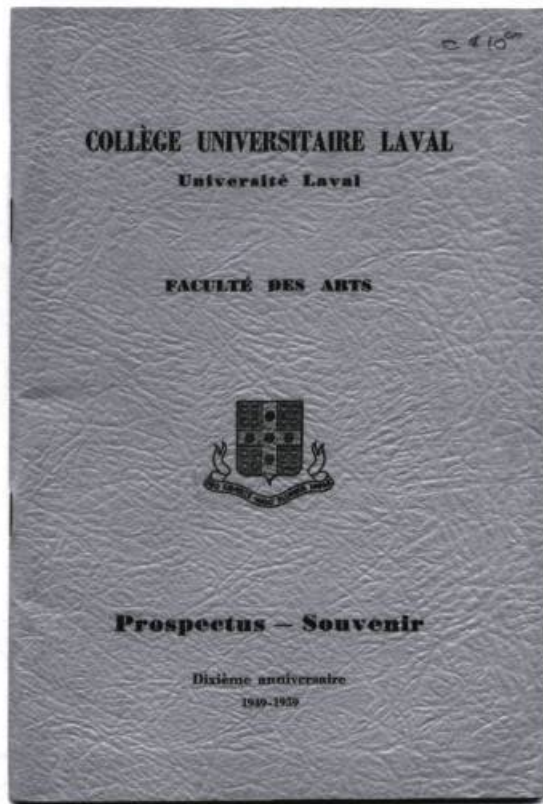 COLLÈGE UNIVERSITAIRE LAVAL
Université Laval
FACULTÉ DES ARTS
Prospectus – Souvenir
Dixième anniversaire
1949-1959